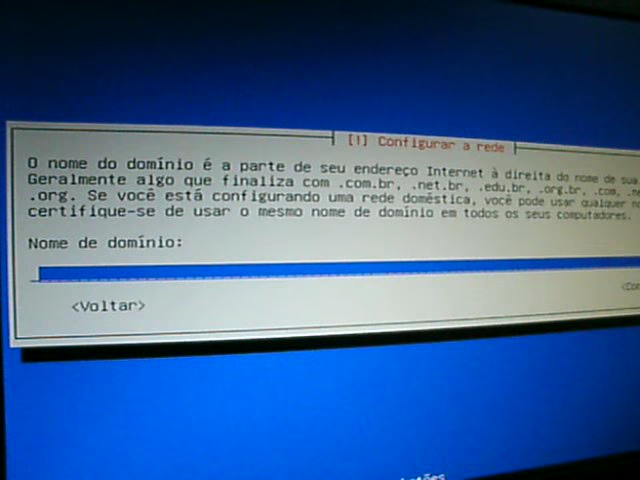 [!] Configurar a rede
O nome do domínio é a parte de seu endereço Internet à direita do nome de sua
Geralmente algo que finaliza com .com.br, .net.br, .edu.br, .org.br, .com,
.org. Se você está configurando uma rede doméstica, você pode usar qualquer
certifique-se de usar o mesmo nome de domínio em todos os seus computadores.
Nome de domínio:
<Voltar>